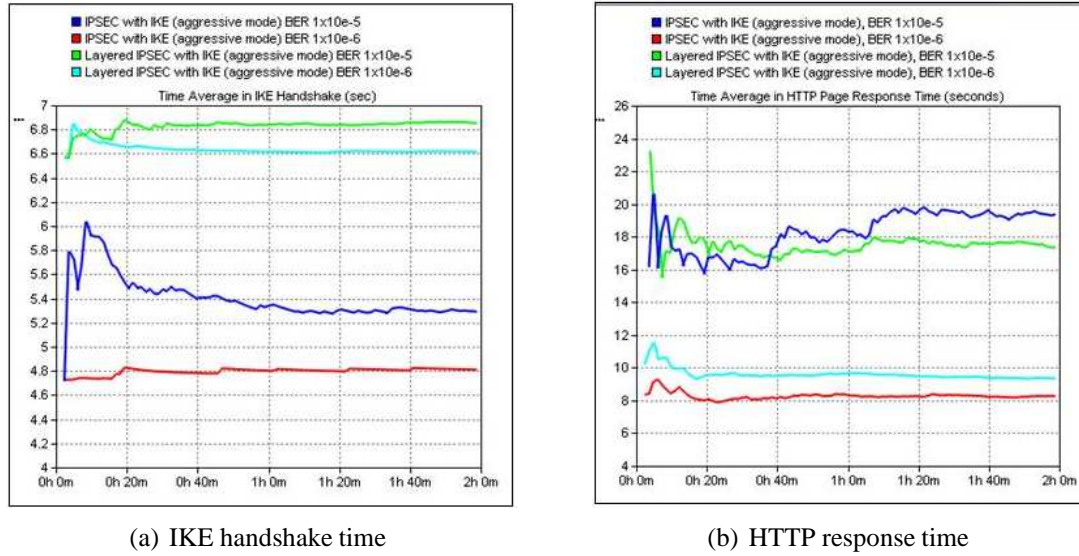 IPSEC with IKE (aggressive mode) BER 1x10e-5
IPSEC with IKE (aggressive mode) BER 1x10e-6
Layered IPSEC with IKE (aggressive mode) BER 1x10e-5
Layered IPSEC with IKE (aggressive mode) BER 1x10e-6
Time Average in IKE Handshake (sec)
7
6.8
6.6
6.4
6.2
6
5.8
5.6
5.4
5.2
5
4.8
4.6
4.4
4.2
4
0h 0m
0h 20m
0h 40m
1h 0m
1h 20m
1h 40m
2h 0m
(a) IKE handshake time
IPSEC with IKE (aggressive mode), BER 1x10e-5
IPSEC with IKE (aggressive mode), BER 1x10e-6
Layered IPSEC with IKE (aggressive mode), BER 1x10e-5
Layered IPSEC with IKE (aggressive mode), BER 1x10e-6
Time Average in HTTP Page Response Time (seconds)
26
24
22
20
18
16
14
12
10
8
6
4
0h 0m
0h 20m
0h 40m
1h 0m
1h 20m
1h 40m
2h 0m
(b) HTTP response time